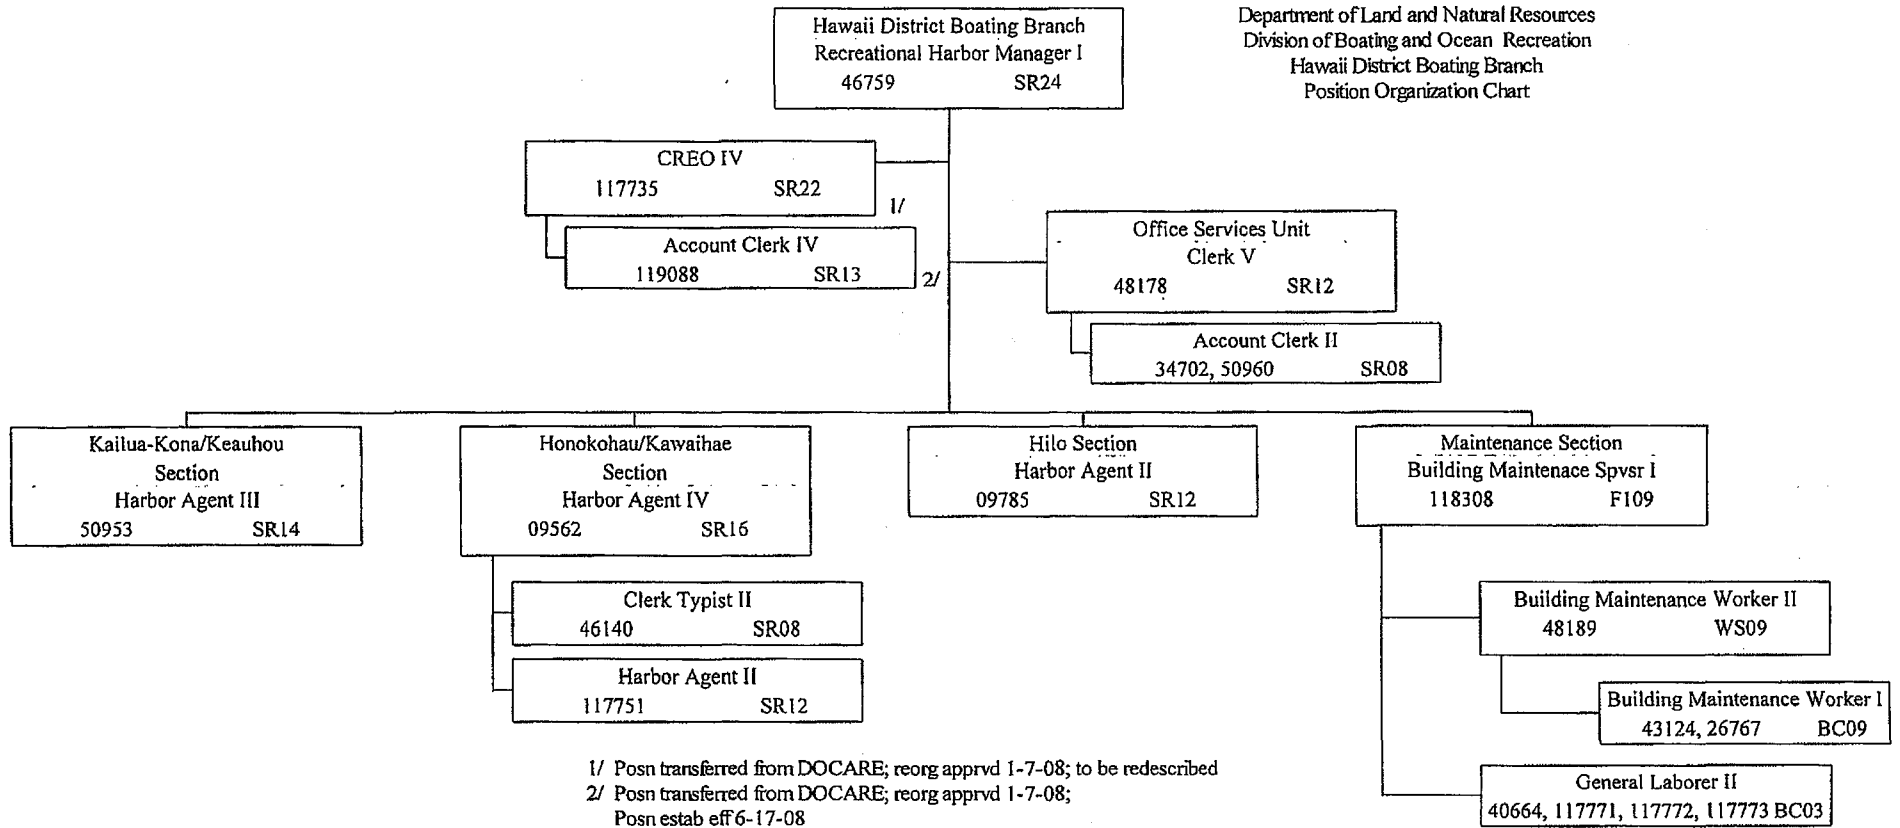 Department of Land and Natural Resources
Division of Boating and Ocean Recreation
Hawaii District Boating Branch
Position Organization Chart
Hawaii District Boating Branch
Recreational Harbor Manager I
46759 SR24
CREO IV
117735 SR22
1/
Account Clerk IV
119088 SR13
2/
Office Services Unit
Clerk V
48178 SR12
Account Clerk II
34702, 50960 SR08
Kailua-Kona/Keauhou
Section
Harbor Agent III
50953 SR14
Honokohau/Kawaihae
Section
Harbor Agent IV
09562 SR16
Clerk Typist II
46140 SR08
Harbor Agent II
117751 SR12
Hilo Section
Harbor Agent II
09785 SR12
Maintenance Section
Building Maintenace Spvsr I
118308 F109
Building Maintenance Worker II
48189 WS09
Building Maintenance Worker I
43124, 26767 BC09
General Laborer II
40664, 117771, 117772, 117773 BC03
1/ Posn transferred from DOCARE; reorg apprvd 1-7-08; to be redescribed
2/ Posn transferred from DOCARE; reorg apprvd 1-7-08;
Posn estab eff 6-17-08